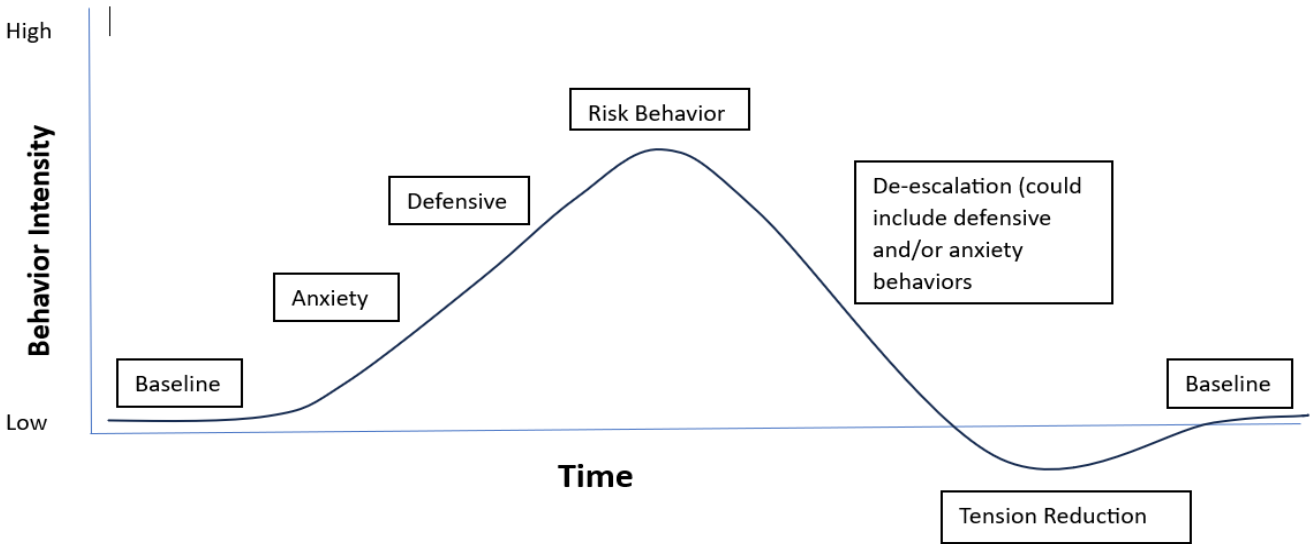 High
Risk Behavior
De-escalation (could
include defensive
and/or anxiety
behaviors
Defensive
Behavior Intensity
Anxiety
Baseline
Baseline
Low
Time
Tension Reduction